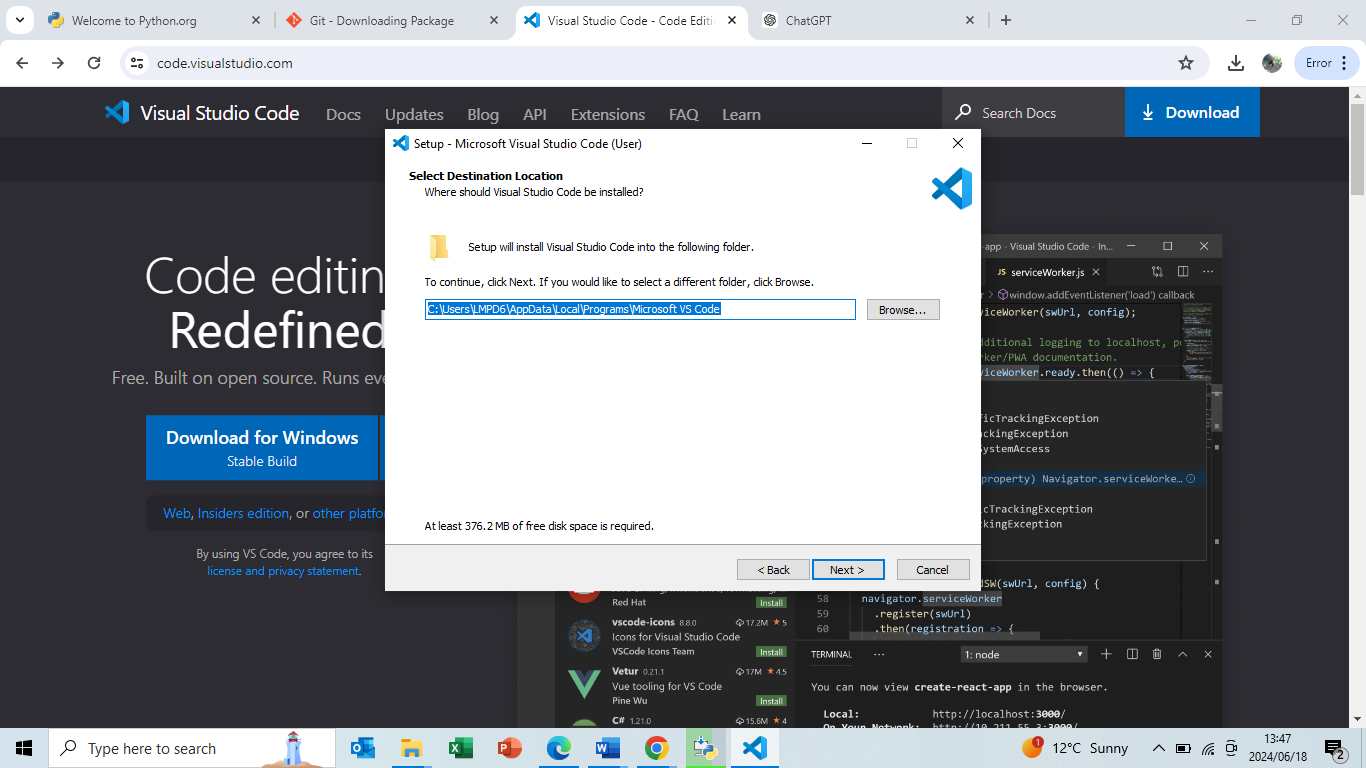 Welcome to Python.org
Git - Downloading Package
Visual Studio Code - Code Editi
ChatGPT
code.visualstudio.com
Error
Visual Studio Code
Docs
Updates
Blog
API
Extensions
FAQ
Learn
Search Docs
Download
Setup - Microsoft Visual Studio Code (User)
Select Destination Location
Where should Visual Studio Code be installed?
Setup will install Visual Studio Code into the following folder.
To continue, click Next. If you would like to select a different folder, click Browse.
C:\Users\LMPD6\AppData\Local\Programs\Microsoft VS Code
Browse...
At least 376.2 MB of free disk space is required.
< Back
Next >
Cancel
Code editin
Redefined
Free. Built on open source. Runs eve
Download for Windows
Stable Build
Web, Insiders edition, or other platfo
By using VS Code, you agree to its
license and privacy statement.
-app - Visual Studio Code - In...
JS serviceWorker.js
window.addEventListener('load') callback
viceWorker(swUrl, config);
dditional logging to localhost, po
rker/PWA documentation.
viceWorker.ready.then(() => {
ficTrackingException
ackingException
SystemAccess
property) Navigator.serviceWorke...
ficTrackingException
ckingException
dSW(swUrl, config) {
58 navigator.serviceWorker
59 .register(swUrl)
60 .then(registration => {
Red Hat
Install
vscode-icons 8.8.0 17.2M ★ 5
Icons for Visual Studio Code
VSCode Icons Team
Install
Vetur 0.21.1 17M ★ 4.5
Vue tooling for VS Code
Pine Wu
Install
C# 1.21.0 15.6M ★ 4
TERMINAL ... 1: node
You can now view create-react-app in the browser.
Local: http://localhost:3000/
On Your Network: http://10.211.55.3:3000/
Type here to search
1
12°C Sunny
13:47
2024/06/18
2